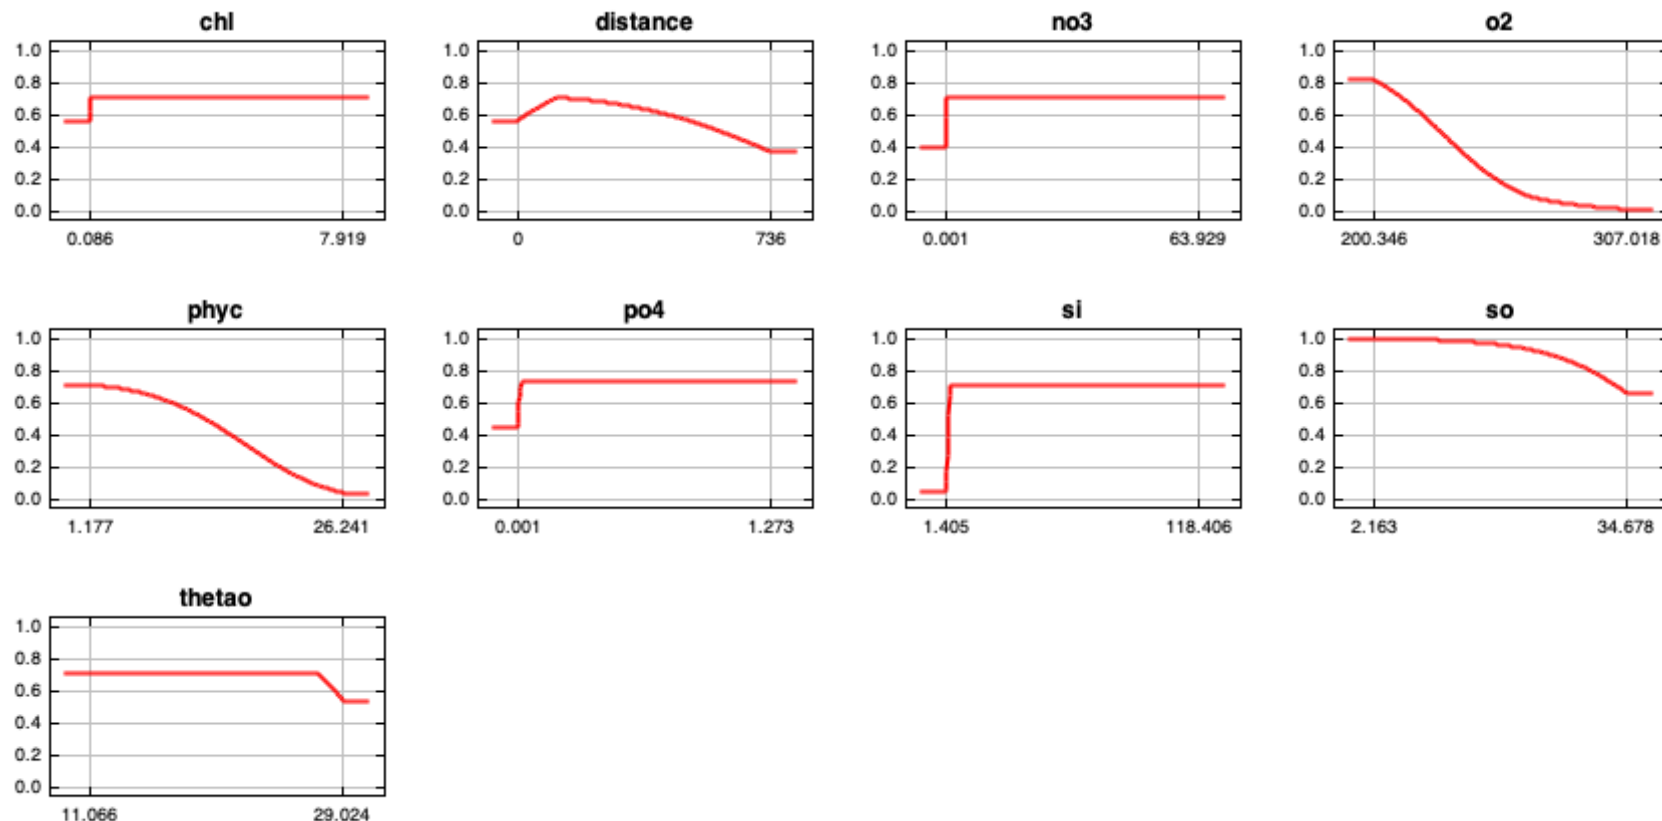 chl distance no3 o2
1.0 1.0 1.0 1.0
0.8 0.8 0.8 0.8
0.6 0.6 0.6 0.6
0.4 0.4 0.4 0.4
0.2 0.2 0.2 0.2
0.0 0.0 0.0 0.0
0.086 7.919 0 736 0.001 63.929 200.346 307.018
phyc po4 si so
1.0 1.0 1.0 1.0
0.8 0.8 0.8 0.8
0.6 0.6 0.6 0.6
0.4 0.4 0.4 0.4
0.2 0.2 0.2 0.2
0.0 0.0 0.0 0.0
1.177 26.241 0.001 1.273 1.405 118.406 2.163 34.678
thetao
1.0
0.8
0.6
0.4
0.2
0.0
11.066 29.024